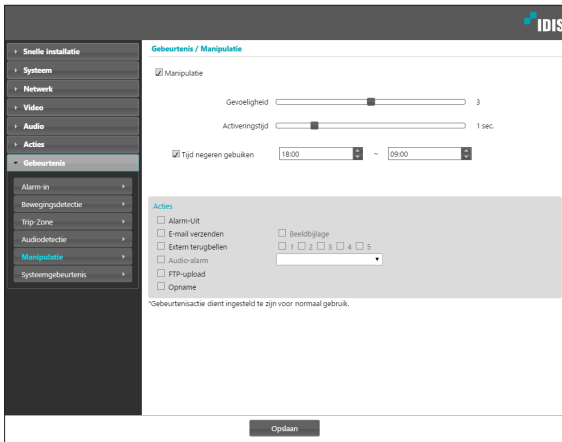 IDIS
Snelle installatie
Systeem
Netwerk
Video
Audio
Acties
Gebeurtenis
Alarm-in
Bewegingsdetectie
Trip-Zone
Audiodetectie
Manipulatie
Systeemgebeurtenis
Gebeurtenis / Manipulatie
Manipulatie
Gevoeligheid 3
Activeringstijd 1 sec.
Tijd negeren gebuiken 18:00 ~ 09:00
Acties
Alarm-Uit
E-mail verzenden Beeldbijlage
Extern terugbellen 1 2 3 4 5
Audio-alarm
FTP-upload
Opname
*Gebeurtenisactie dient ingesteld te zijn voor normaal gebruik.
Opslaan